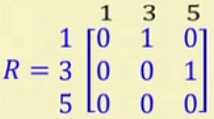 1 3 5
1 [0 1 0]
R = 3 [0 0 1]
5 [0 0 0]